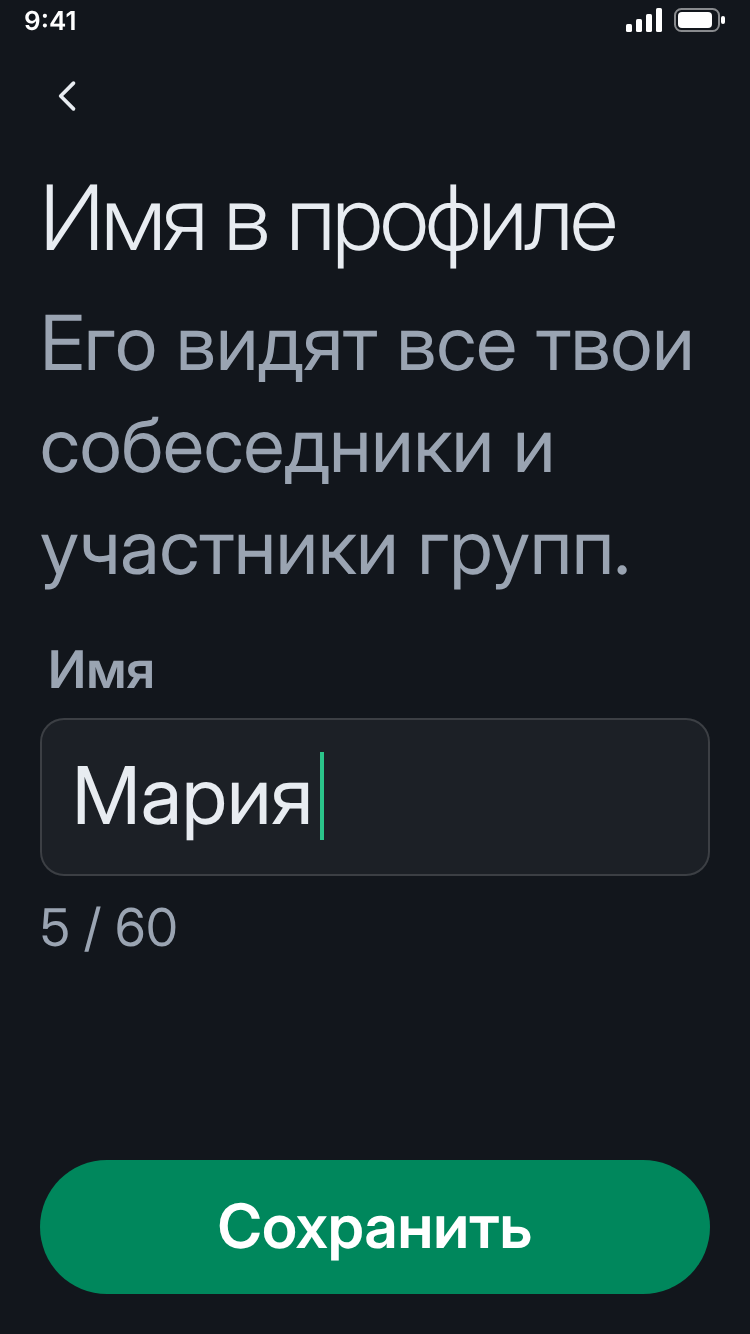 9:41
Имя в профиле
Его видят все твои
собеседники и
участники групп.
Имя
Мария
5 / 60
Сохранить